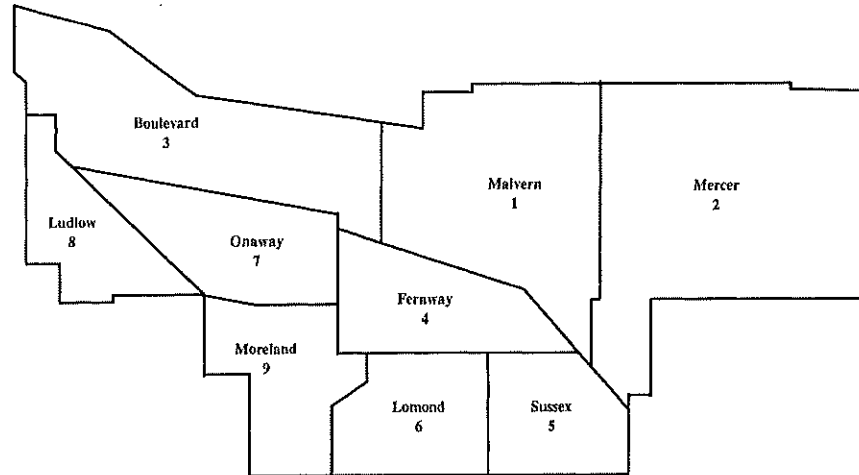 Boulevard
3
Malvern
1
Mercer
2
Ludlow
8
Onaway
7
Fernway
4
Moreland
9
Lomond
6
Sussex
5